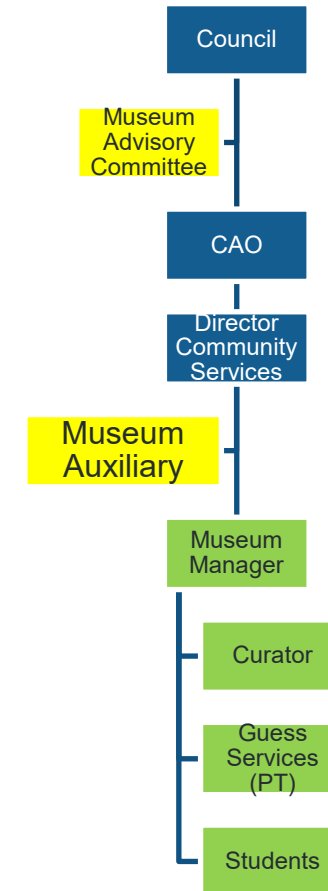 Council
Museum
Advisory
Committee
CAO
Director
Community
Services
Museum
Auxiliary
Museum
Manager
Curator
Guess
Services
(PT)
Students